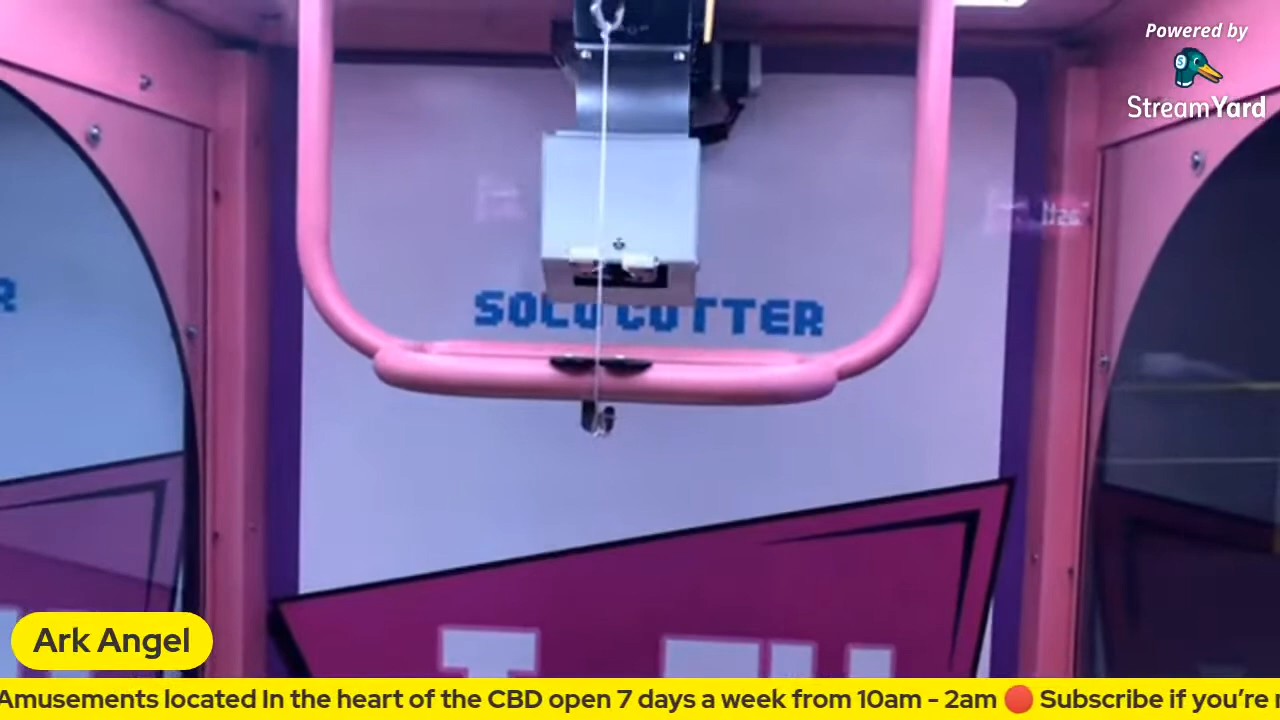 Powered by
StreamYard
SOLO CUTTER
Ark Angel
Amusements located In the heart of the CBD open 7 days a week from 10am - 2am 🔴 Subscribe if you're